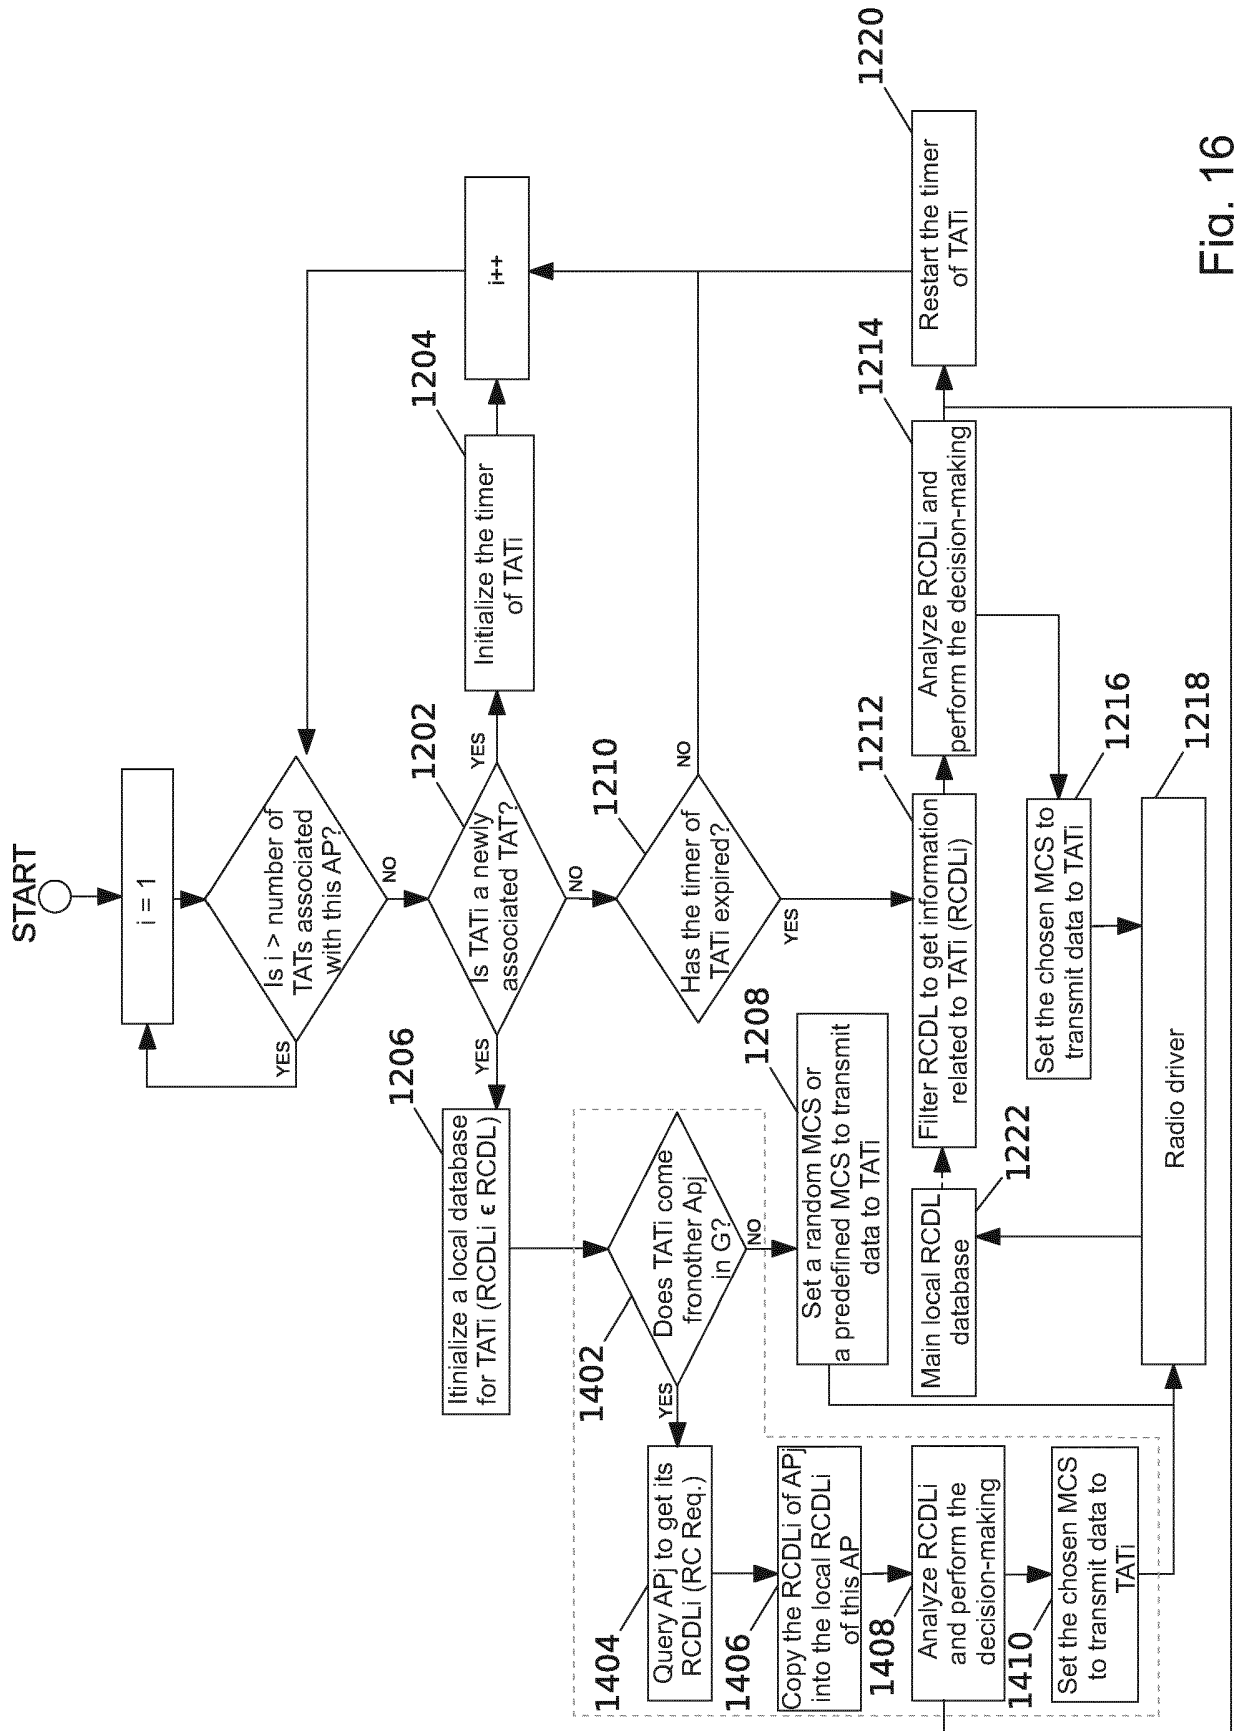 START
i = 1
Is i > number of
TATs associated
with this AP?
YES
NO
1202
Is TATi a newly
associated TAT?
YES
YES
NO
1204
Initialize the timer
of TATi
i++
1206
Itinialize a local database
for TATi (RCDLi ϵ RCDL)
1210
Has the timer of
TATi expired?
NO
YES
1402
Does TATi come
fronother Apj
in G?
YES
NO
1404
Query APj to get its
RCDLi (RC Req.)
1406
Copy the RCDLi of APj
into the local RCDLi
of this AP
1408
Analyze RCDLi
and perform the
decision-making
1410
Set the chosen MCS
to transmit data to
TATi
1208
Set a random MCS or
a predefined MCS to transmit
data to TATi
1222
Main local RCDL
database
1212
Filter RCDL to get information
related to TATi (RCDLi)
1214
Analyze RCDLi and
perform the decision-making
1220
Restart the timer
of TATi
1216
Set the chosen MCS to
transmit data to TATi
1218
Radio driver
Fig. 16